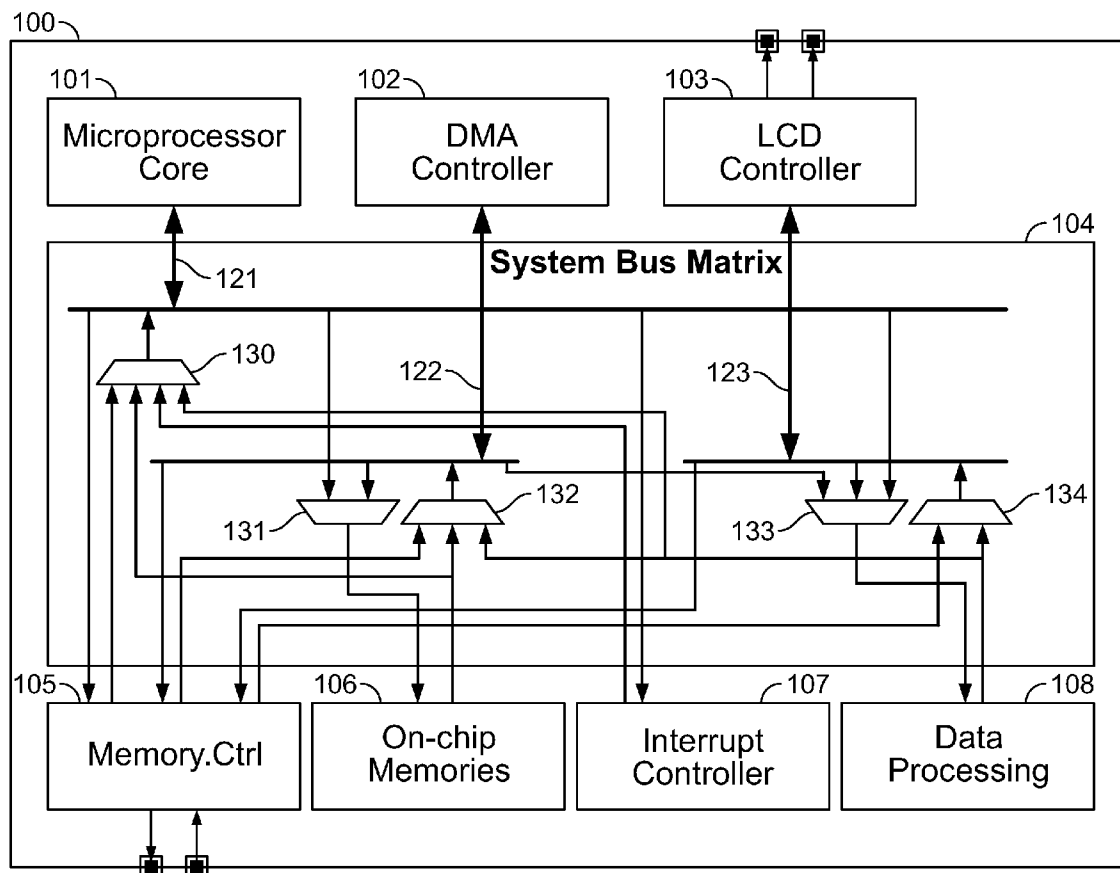 100
101
102
103
Microprocessor
Core
DMA
Controller
LCD
Controller
104
System Bus Matrix
121
130
122
123
131
132
133
134
105
106
107
108
Memory.Ctrl
On-chip
Memories
Interrupt
Controller
Data
Processing